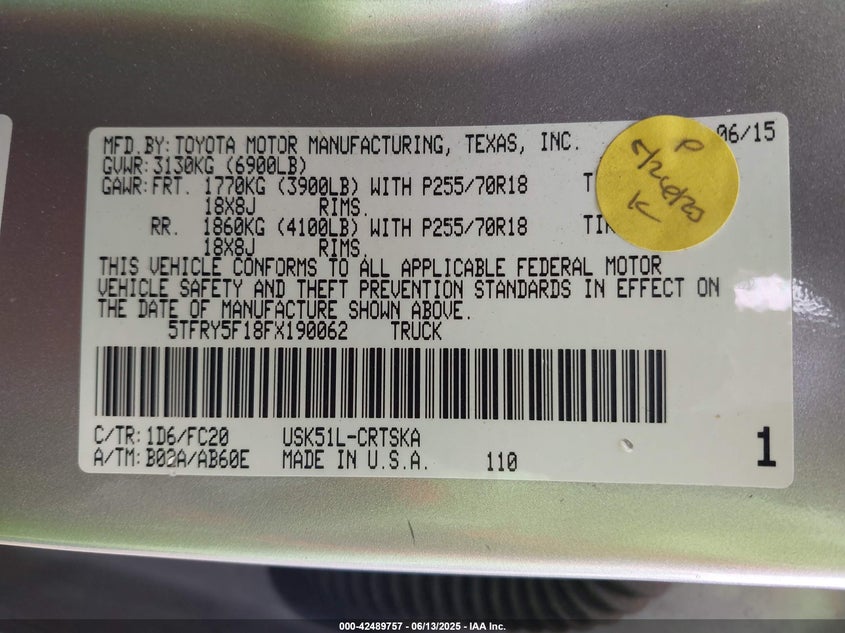 MFD.BY: TOYOTA MOTOR MANUFACTURING, TEXAS, INC. 06/15
GVWR: 3130KG (6900LB)
GAWR: FRT. 1770KG (3900LB) WITH P255/70R18
18X8J RIMS.
RR. 1860KG (4100LB) WITH P255/70R18
18X8J RIMS.
THIS VEHICLE CONFORMS TO ALL APPLICABLE FEDERAL MOTOR
VEHICLE SAFETY AND THEFT PREVENTION STANDARDS IN EFFECT ON
THE DATE OF MANUFACTURE SHOWN ABOVE.
5TFRY5F18FX190062 TRUCK
C/TR: 1D6/FC20 USK51L-CRTSKA
A/TM: B02A/AB60E MADE IN U.S.A. 110 1
P
K
000-42489757 - 06/13/2025 - IAA Inc.